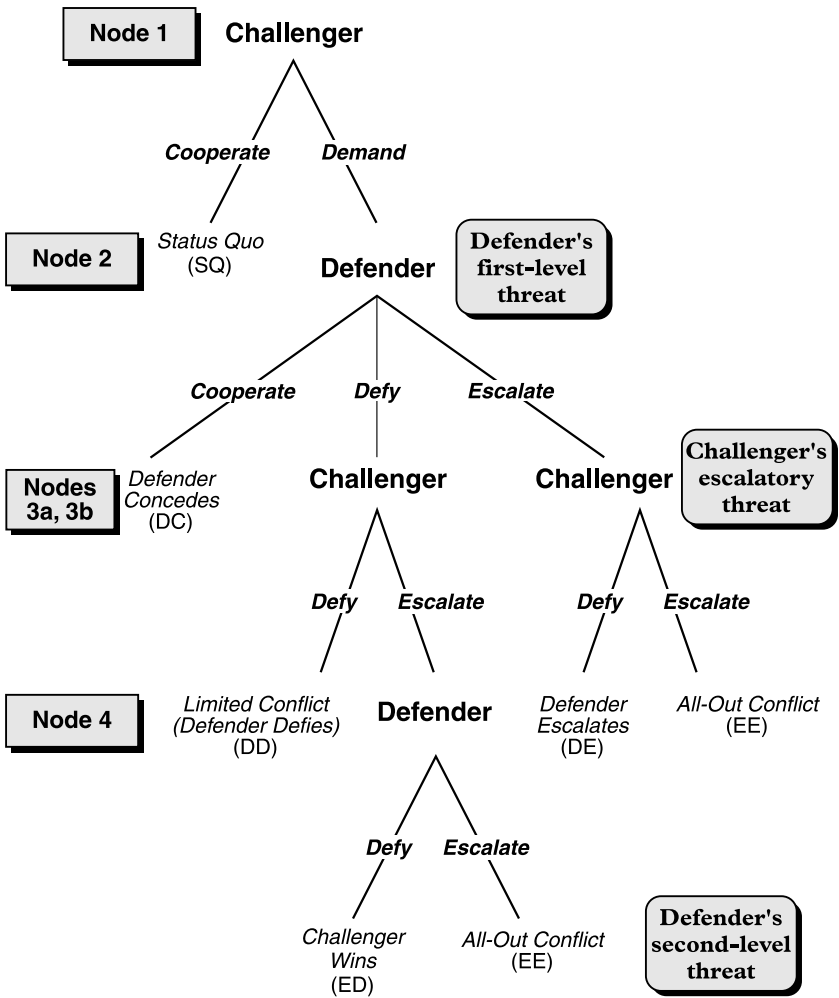 Node 1
Challenger
Cooperate
Demand
Node 2
Status Quo
(SQ)
Defender
Defender's
first-level
threat
Cooperate
Defy
Escalate
Nodes
3a, 3b
Defender
Concedes
(DC)
Challenger
Challenger
Challenger's
escalatory
threat
Defy
Escalate
Defy
Escalate
Node 4
Limited Conflict
(Defender Defies)
(DD)
Defender
Defender
Escalates
(DE)
All-Out Conflict
(EE)
Defy
Escalate
Challenger
Wins
(ED)
All-Out Conflict
(EE)
Defender's
second-level
threat